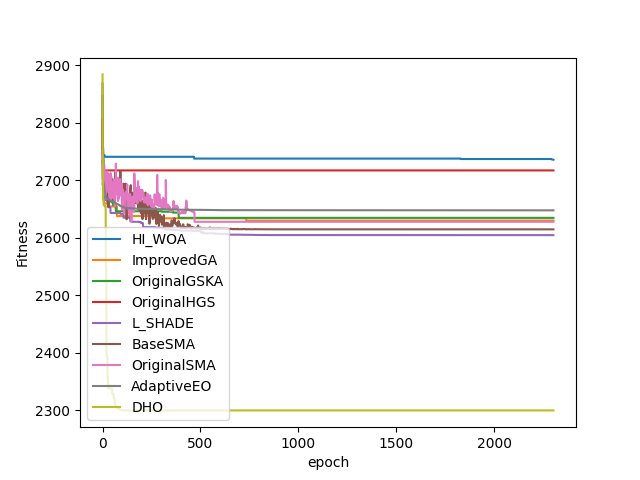 2900
2800
2700
2600
2500
2400
2300
Fitness
HI_WOA
ImprovedGA
OriginalGSKA
OriginalHGS
L_SHADE
BaseSMA
OriginalSMA
AdaptiveEO
DHO
0 500 1000 1500 2000
epoch